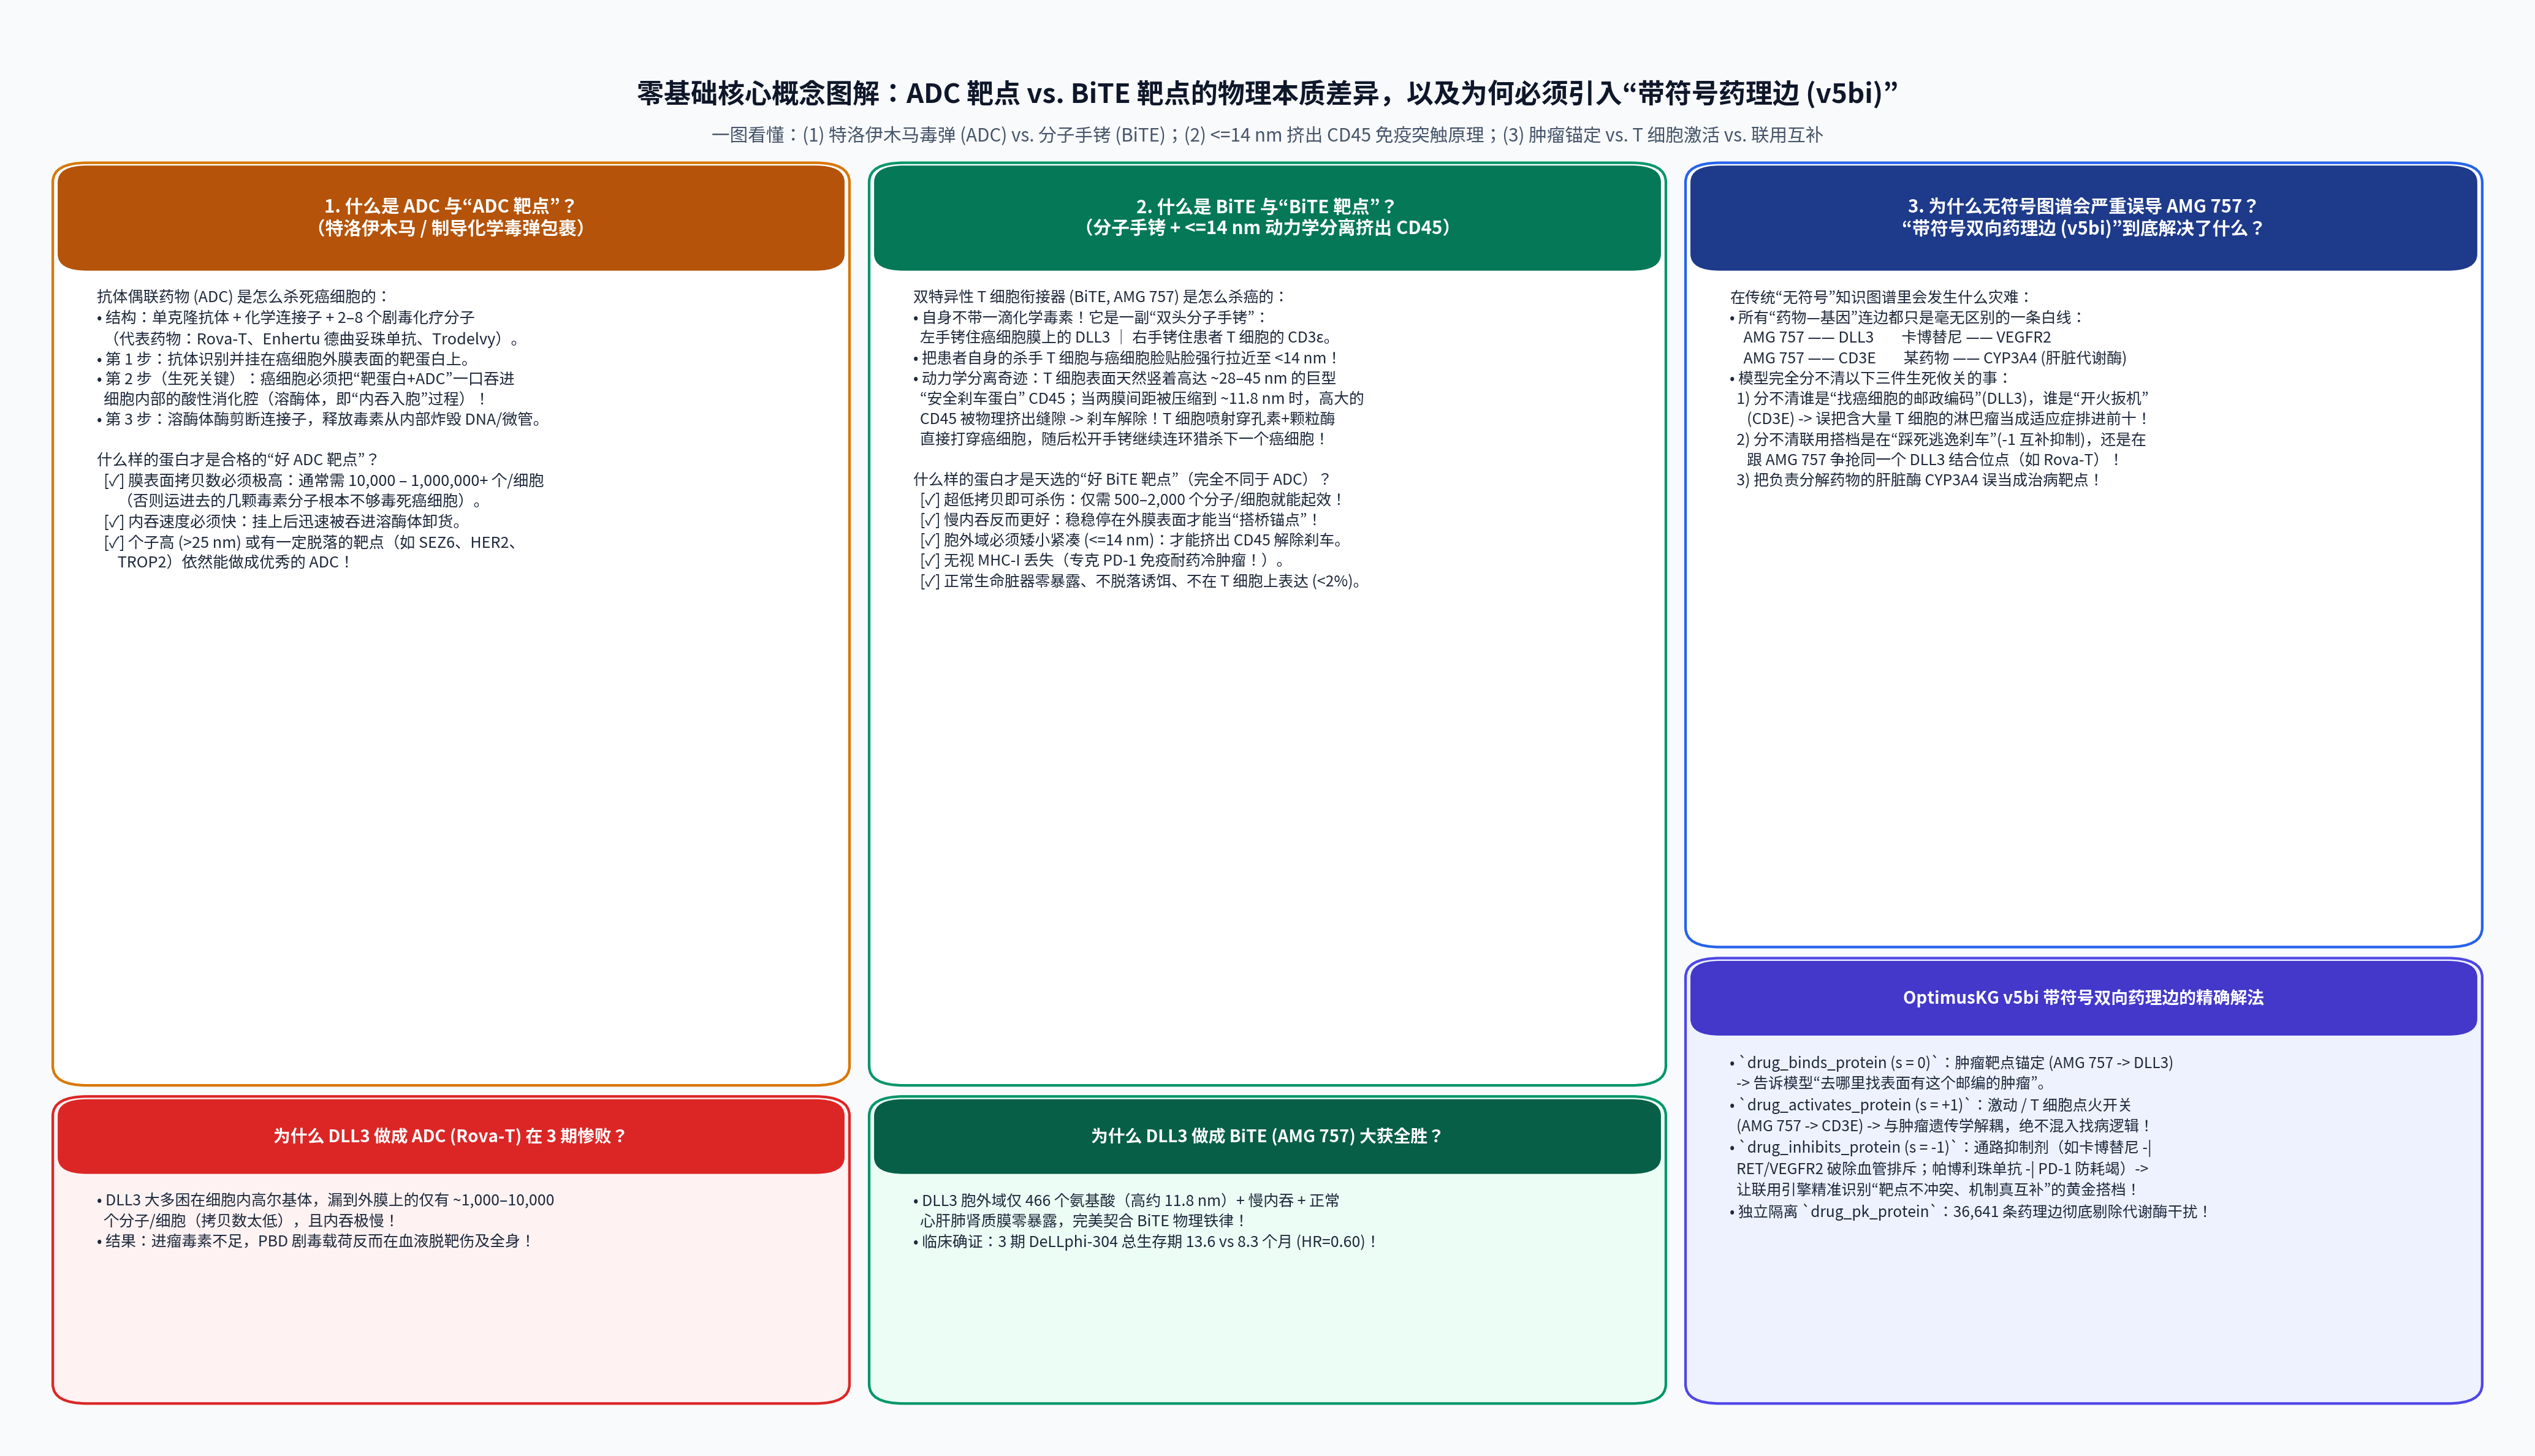 零基础核心概念图解：ADC 靶点 vs. BiTE 靶点的物理本质差异，以及为何必须引入“带符号药理边 (v5bi)”
一图看懂：(1) 特洛伊木马毒弹 (ADC) vs. 分子手铐 (BiTE)；(2) <=14 nm 挤出 CD45 免疫突触原理；(3) 肿瘤锚定 vs. T 细胞激活 vs. 联用互补
1. 什么是 ADC 与“ADC 靶点”？
（特洛伊木马 / 制导化学毒弹包裹）
抗体偶联药物 (ADC) 是怎么杀死癌细胞的：
• 结构：单克隆抗体 + 化学连接子 + 2–8 个剧毒化疗分子
（代表药物：Rova-T、Enhertu 德曲妥珠单抗、Trodelvy）。
• 第 1 步：抗体识别并挂在癌细胞外膜表面的靶蛋白上。
• 第 2 步（生死关键）：癌细胞必须把“靶蛋白+ADC”一口吞进
细胞内部的酸性消化腔（溶酶体，即“内吞入胞”过程）！
• 第 3 步：溶酶体酶剪断连接子，释放毒素从内部炸毁 DNA/微管。
什么样的蛋白才是合格的“好 ADC 靶点”？
[✓] 膜表面拷贝数必须极高：通常需 10,000 – 1,000,000+ 个/细胞
（否则运进去的几颗毒素分子根本不够毒死癌细胞）。
[✓] 内吞速度必须快：挂上后迅速被吞进溶酶体卸货。
[✓] 个子高 (>25 nm) 或有一定脱落的靶点（如 SEZ6、HER2、
TROP2）依然能做成优秀的 ADC！
为什么 DLL3 做成 ADC (Rova-T) 在 3 期惨败？
• DLL3 大多困在细胞内高尔基体，漏到外膜上的仅有 ~1,000–10,000
个分子/细胞（拷贝数太低），且内吞极慢！
• 结果：进瘤毒素不足，PBD 剧毒载荷反而在血液脱靶伤及全身！
2. 什么是 BiTE 与“BiTE 靶点”？
（分子手铐 + <=14 nm 动力学分离挤出 CD45）
双特异性 T 细胞衔接器 (BiTE, AMG 757) 是怎么杀癌的：
• 自身不带一滴化学毒素！它是一副“双头分子手铐”：
左手铐住癌细胞膜上的 DLL3 ｜ 右手铐住患者 T 细胞的 CD3ε。
• 把患者自身的杀手 T 细胞与癌细胞脸贴脸强行拉近至 <14 nm！
• 动力学分离奇迹：T 细胞表面天然竖着高达 ~28–45 nm 的巨型
“安全刹车蛋白” CD45；当两膜间距被压缩到 ~11.8 nm 时，高大的
CD45 被物理挤出缝隙 -> 刹车解除！T 细胞喷射穿孔素+颗粒酶
直接打穿癌细胞，随后松开手铐继续连环猎杀下一个癌细胞！
什么样的蛋白才是天选的“好 BiTE 靶点”（完全不同于 ADC）？
[✓] 超低拷贝即可杀伤：仅需 500–2,000 个分子/细胞就能起效！
[✓] 慢内吞反而更好：稳稳停在外膜表面才能当“搭桥锚点”！
[✓] 胞外域必须矮小紧凑 (<=14 nm)：才能挤出 CD45 解除刹车。
[✓] 无视 MHC-I 丢失（专克 PD-1 免疫耐药冷肿瘤！）。
[✓] 正常生命脏器零暴露、不脱落诱饵、不在 T 细胞上表达 (<2%)。
为什么 DLL3 做成 BiTE (AMG 757) 大获全胜？
• DLL3 胞外域仅 466 个氨基酸（高约 11.8 nm）+ 慢内吞 + 正常
心肝肺肾质膜零暴露，完美契合 BiTE 物理铁律！
• 临床确证：3 期 DeLLphi-304 总生存期 13.6 vs 8.3 个月 (HR=0.60)！
3. 为什么无符号图谱会严重误导 AMG 757？
“带符号双向药理边 (v5bi)”到底解决了什么？
在传统“无符号”知识图谱里会发生什么灾难：
• 所有“药物—基因”连边都只是毫无区别的一条白线：
AMG 757 —— DLL3 卡博替尼 —— VEGFR2
AMG 757 —— CD3E 某药物 —— CYP3A4 (肝脏代谢酶)
• 模型完全分不清以下三件生死攸关的事：
1) 分不清谁是“找癌细胞的邮政编码”(DLL3)，谁是“开火扳机”
(CD3E) -> 误把含大量 T 细胞的淋巴瘤当成适应症排进前十！
2) 分不清联用搭档是在“踩死逃逸刹车”(-1 互补抑制)，还是在
跟 AMG 757 争抢同一个 DLL3 结合位点（如 Rova-T）！
3) 把负责分解药物的肝脏酶 CYP3A4 误当成治病靶点！
OptimusKG v5bi 带符号双向药理边的精确解法
• `drug_binds_protein (s = 0)`：肿瘤靶点锚定 (AMG 757 -> DLL3)
-> 告诉模型“去哪里找表面有这个邮编的肿瘤”。
• `drug_activates_protein (s = +1)`：激动 / T 细胞点火开关
(AMG 757 -> CD3E) -> 与肿瘤遗传学解耦，绝不混入找病逻辑！
• `drug_inhibits_protein (s = -1)`：通路抑制剂（如卡博替尼 -|
RET/VEGFR2 破除血管排斥；帕博利珠单抗 -| PD-1 防耗竭）->
让联用引擎精准识别“靶点不冲突、机制真互补”的黄金搭档！
• 独立隔离 `drug_pk_protein`：36,641 条药理边彻底剔除代谢酶干扰！